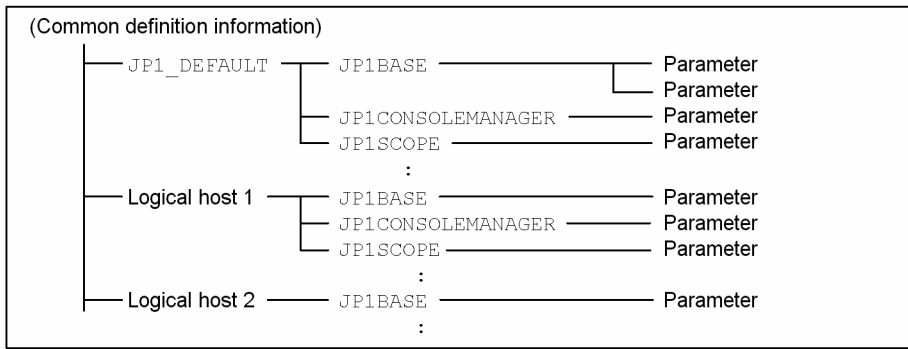 (Common definition information)
JP1_DEFAULT JP1BASE Parameter
Parameter
JP1CONSOLEMANAGER Parameter
JP1SCOPE Parameter
:
Logical host 1 JP1BASE Parameter
JP1CONSOLEMANAGER Parameter
JP1SCOPE Parameter
:
Logical host 2 JP1BASE Parameter
: